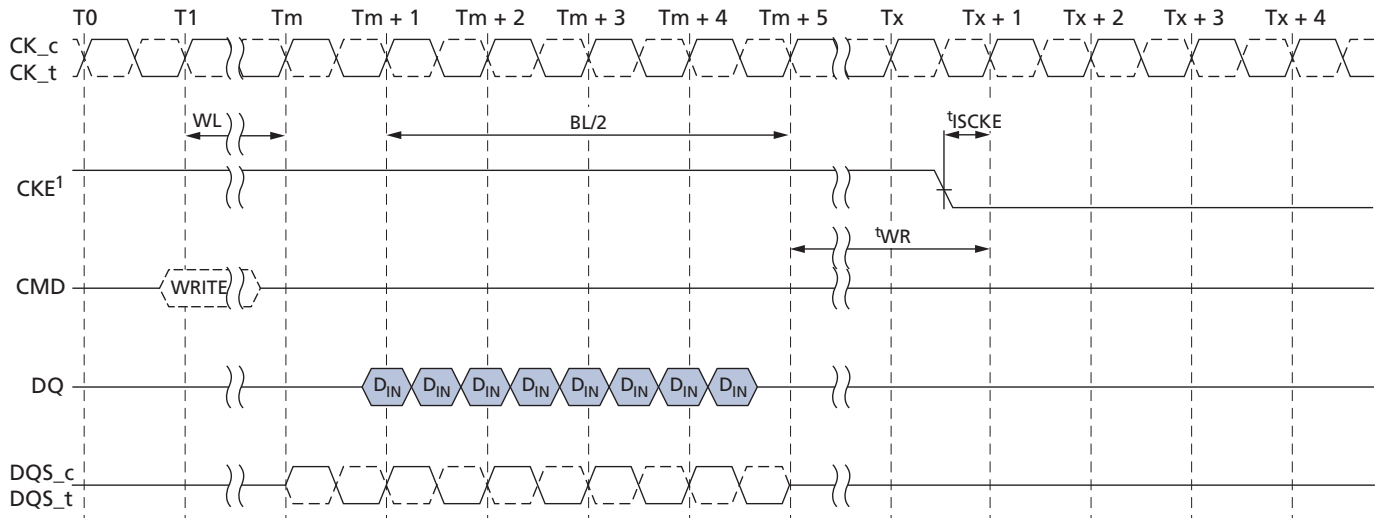 T0 T1 Tm Tm + 1 Tm + 2 Tm + 3 Tm + 4 Tm + 5 Tx Tx + 1 Tx + 2 Tx + 3 Tx + 4
CK_c
CK_t
WL BL/2 tISCKE
CKE1
tWR
CMD WRITE
DQ DIN DIN DIN DIN DIN DIN DIN DIN
DQS_c
DQS_t